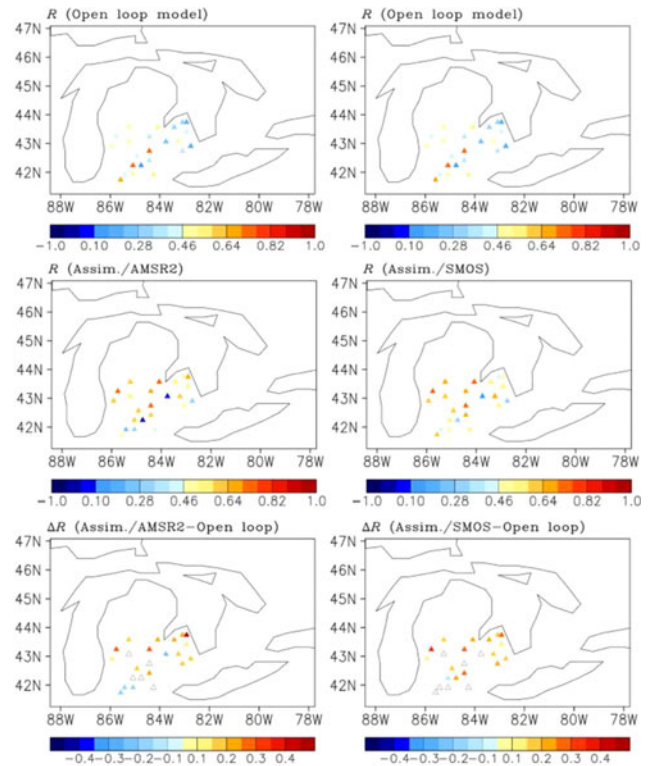 R (Open loop model) R (Open loop model)
47N 47N
46N 46N
45N 45N
44N 44N
43N 43N
42N 42N
88W 86W 84W 82W 80W 78W 88W 86W 84W 82W 80W 78W
-1.0 0.10 0.28 0.46 0.64 0.82 1.0 -1.0 0.10 0.28 0.46 0.64 0.82 1.0
R (Assim./AMSR2) R (Assim./SMOS)
47N 47N
46N 46N
45N 45N
44N 44N
43N 43N
42N 42N
88W 86W 84W 82W 80W 78W 88W 86W 84W 82W 80W 78W
-1.0 0.10 0.28 0.46 0.64 0.82 1.0 -1.0 0.10 0.28 0.46 0.64 0.82 1.0
ΔR (Assim./AMSR2-Open loop) ΔR (Assim./SMOS-Open loop)
47N 47N
46N 46N
45N 45N
44N 44N
43N 43N
42N 42N
88W 86W 84W 82W 80W 78W 88W 86W 84W 82W 80W 78W
-0.4-0.3-0.2-0.1 0.1 0.2 0.3 0.4 -0.4-0.3-0.2-0.1 0.1 0.2 0.3 0.4